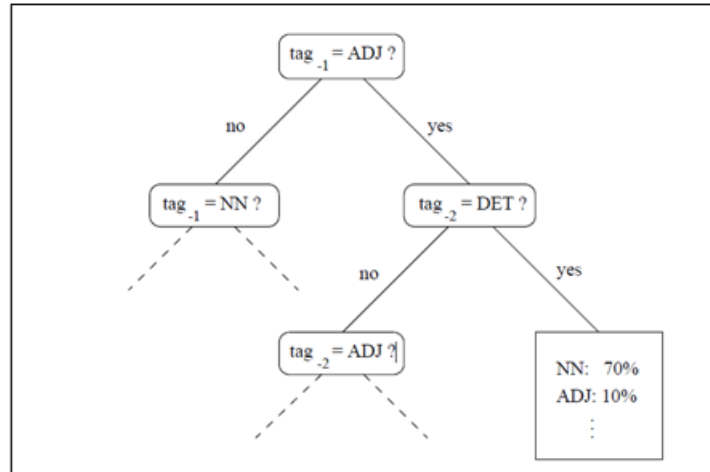 tag -1 = ADJ ?
no
yes
tag -1 = NN ?
tag -2 = DET ?
no
yes
tag -2 = ADJ ?
NN: 70%
ADJ: 10%
⋮